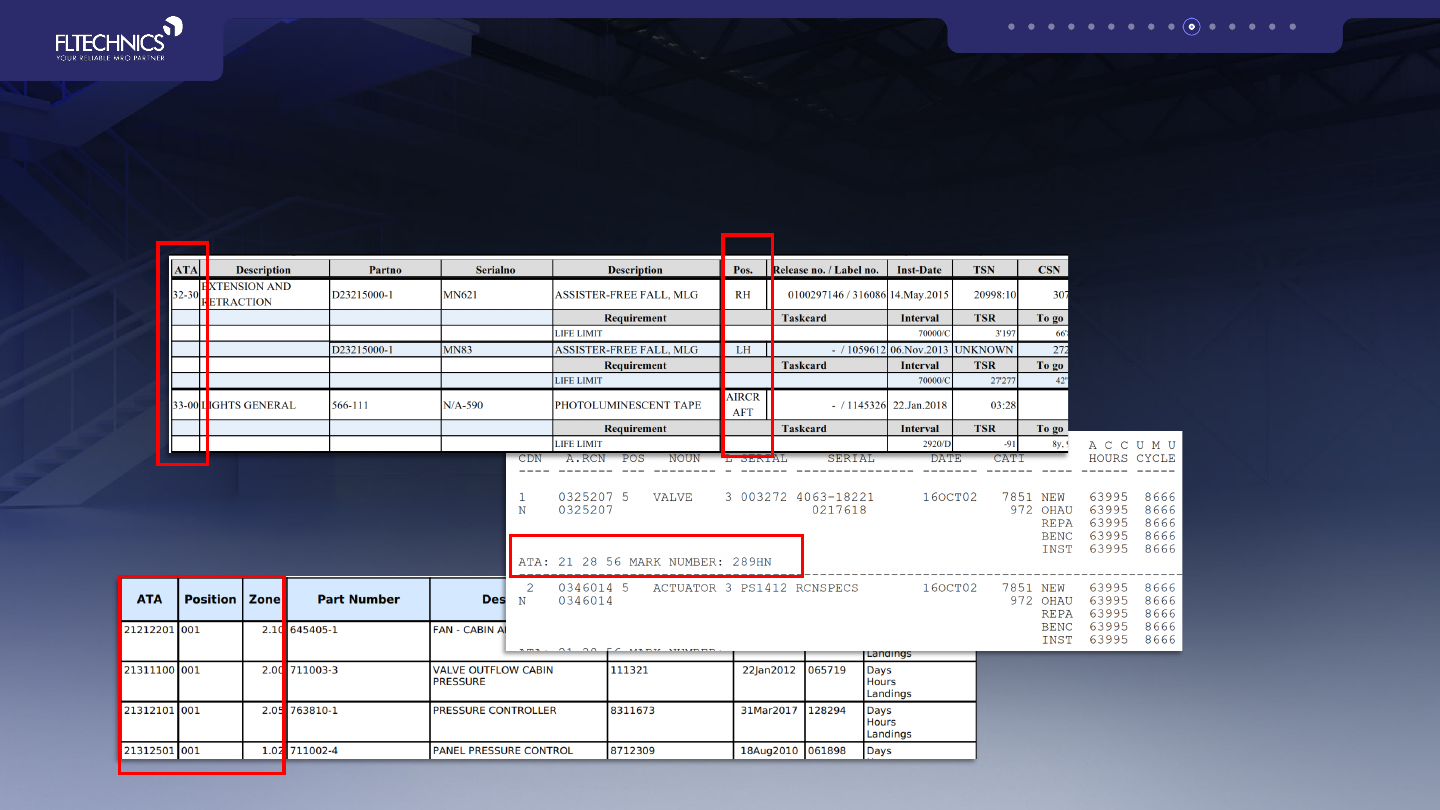 FLTECHNICS
YOUR RELIABLE MRO PARTNER
ATA Description Partno Serialno Description Pos. Release no. / Label no. Inst-Date TSN CSN
32-30 EXTENSION AND RETRACTION D23215000-1 MN621 ASSISTER-FREE FALL, MLG RH 0100297146 / 316086 14.May.2015 20998:10 307
Requirement Taskcard Interval TSR To go
LIFE LIMIT 70000/C 3'197
D23215000-1 MN83 ASSISTER-FREE FALL, MLG LH - / 1059612 06.Nov.2013 UNKNOWN 272
Requirement Taskcard Interval TSR To go
LIFE LIMIT 70000/C 27'277
33-00 LIGHTS GENERAL 566-111 N/A-590 PHOTOLUMINESCENT TAPE AIRCR AFT - / 1145326 22.Jan.2018 03:28
Requirement Taskcard Interval TSR To go
LIFE LIMIT 2920/D -91 8y,
A C C U M U
CDN A.RCN POS NOUN L SERIAL SERIAL DATE CATI HOURS CYCLE
1 0325207 5 VALVE 3 003272 4063-18221 16OCT02 7851 NEW 63995 8666
N 0325207 0217618 972 OHAU 63995 8666
REPA 63995 8666
BENC 63995 8666
INST 63995 8666
ATA: 21 28 56 MARK NUMBER: 289HN
2 0346014 5 ACTUATOR 3 PS1412 RCNSPECS 16OCT02 7851 NEW 63995 8666
N 0346014 972 OHAU 63995 8666
REPA 63995 8666
BENC 63995 8666
INST 63995 8666
ATA: 21 28 56 MARK NUMBER:
ATA Position Zone Part Number Des
21212201 001 2.10 645405-1 FAN - CABIN
Landings
21311100 001 2.00 711003-3 VALVE OUTFLOW CABIN PRESSURE 111321 22Jan2012 065719 Days
Hours
Landings
21312101 001 2.05 763810-1 PRESSURE CONTROLLER 8311673 31Mar2017 128294 Days
Hours
Landings
21312501 001 1.02 711002-4 PANEL PRESSURE CONTROL 8712309 18Aug2010 061898 Days